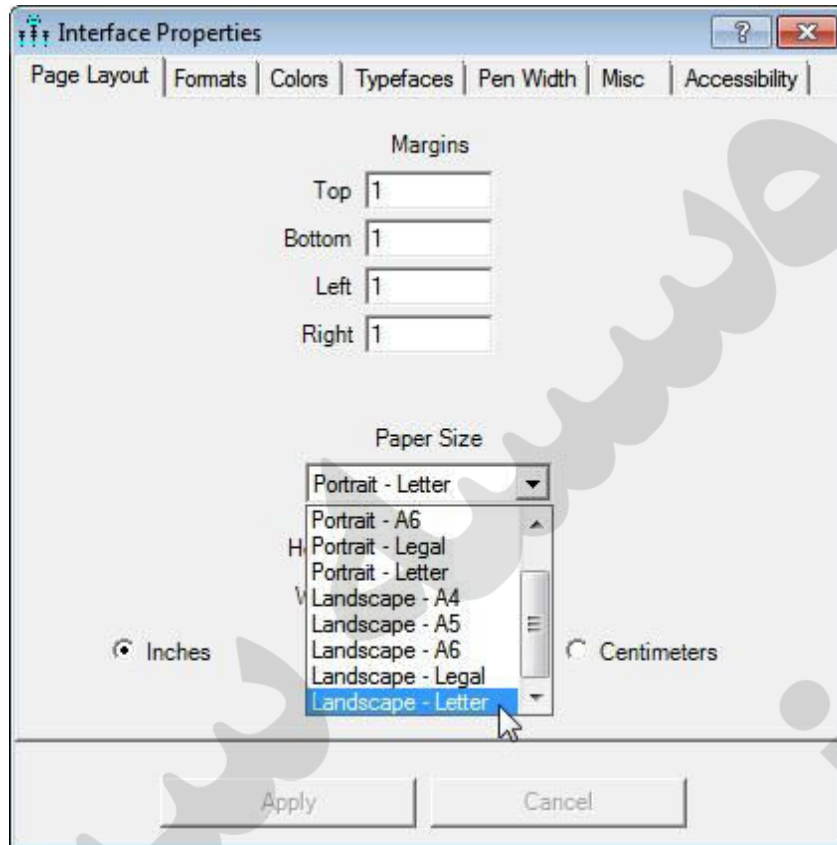 Interface Properties
Page Layout Formats Colors Typefaces Pen Width Misc Accessibility
Margins
Top 1
Bottom 1
Left 1
Right 1
Paper Size
Portrait - Letter
Portrait - A6
Portrait - Legal
Portrait - Letter
Landscape - A4
Landscape - A5
Landscape - A6
Landscape - Legal
Landscape - Letter
Inches
Centimeters
Apply Cancel